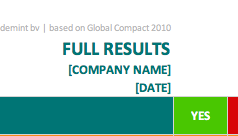 demint bv | based on Global Compact 2010
FULL RESULTS
[COMPANY NAME]
[DATE]
YES